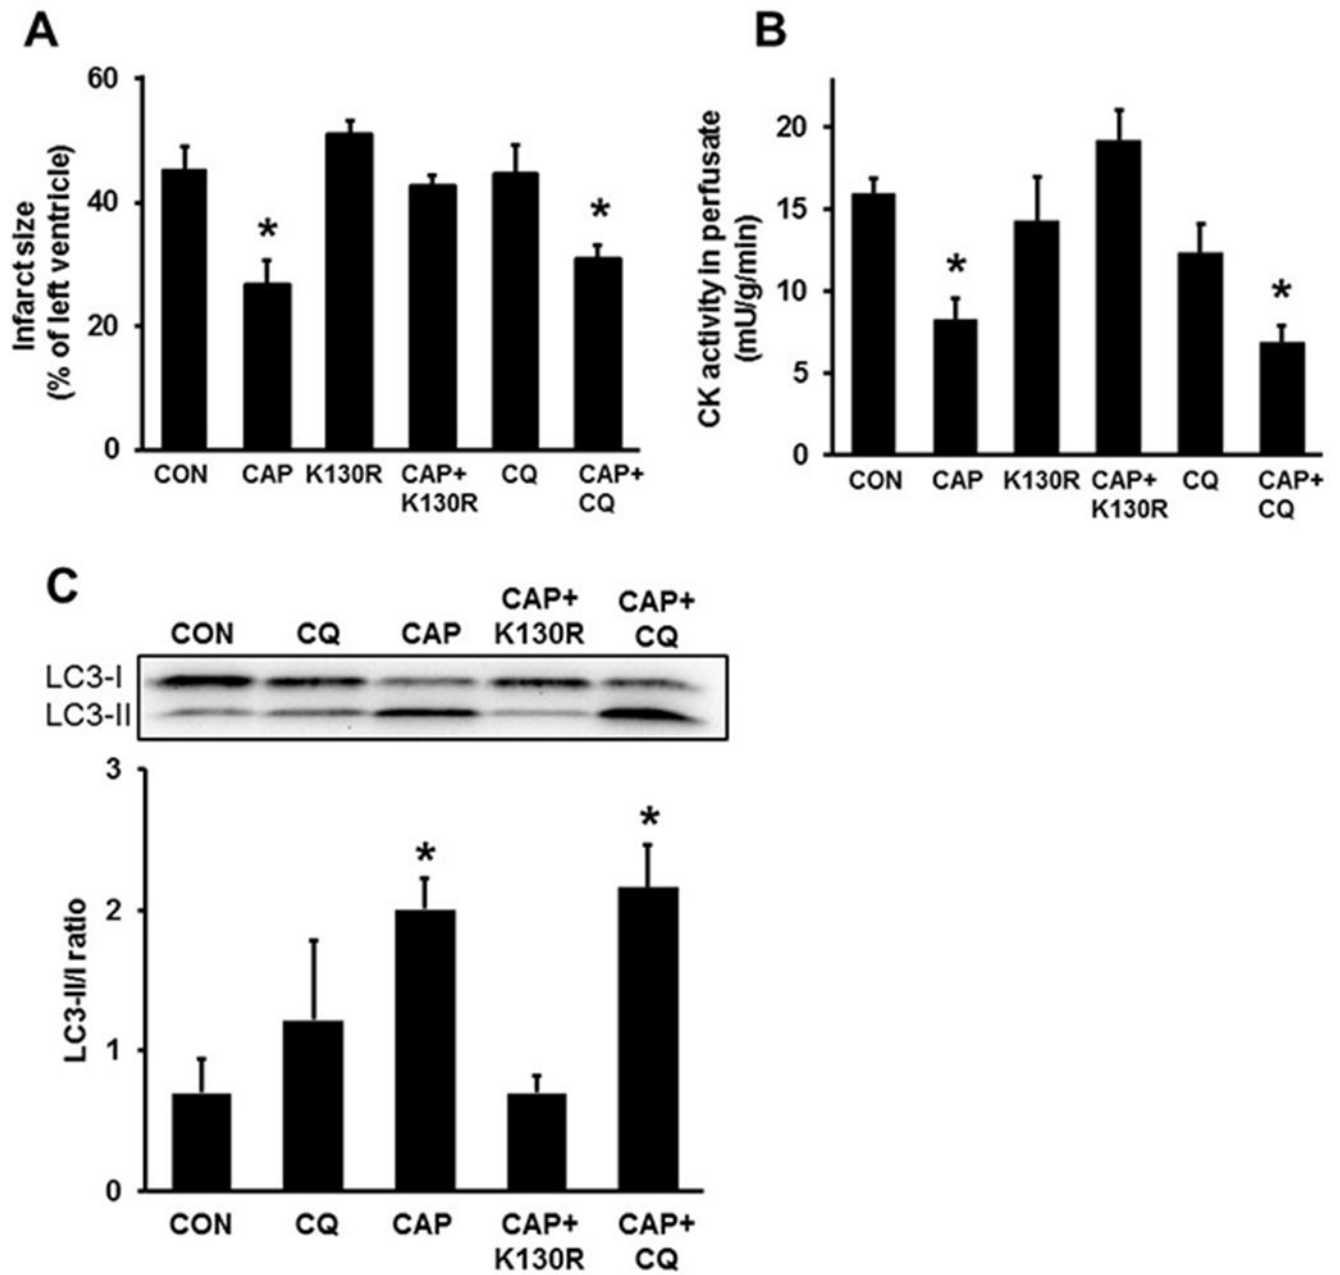 A
60
40
20
0
Infarct size
(% of left ventricle)
*
*
CON CAP K130R CAP+ CQ CAP+
K130R CQ
B
20
15
10
5
0
CK activity in perfusate
(mU/g/min)
*
*
CON CAP K130R CAP+ CQ CAP+
K130R CQ
C
CAP+ CAP+
CON CQ CAP K130R CQ
LC3-I
LC3-II
3
2
1
0
LC3-II/I ratio
*
*
CON CQ CAP CAP+ CAP+
K130R CQ